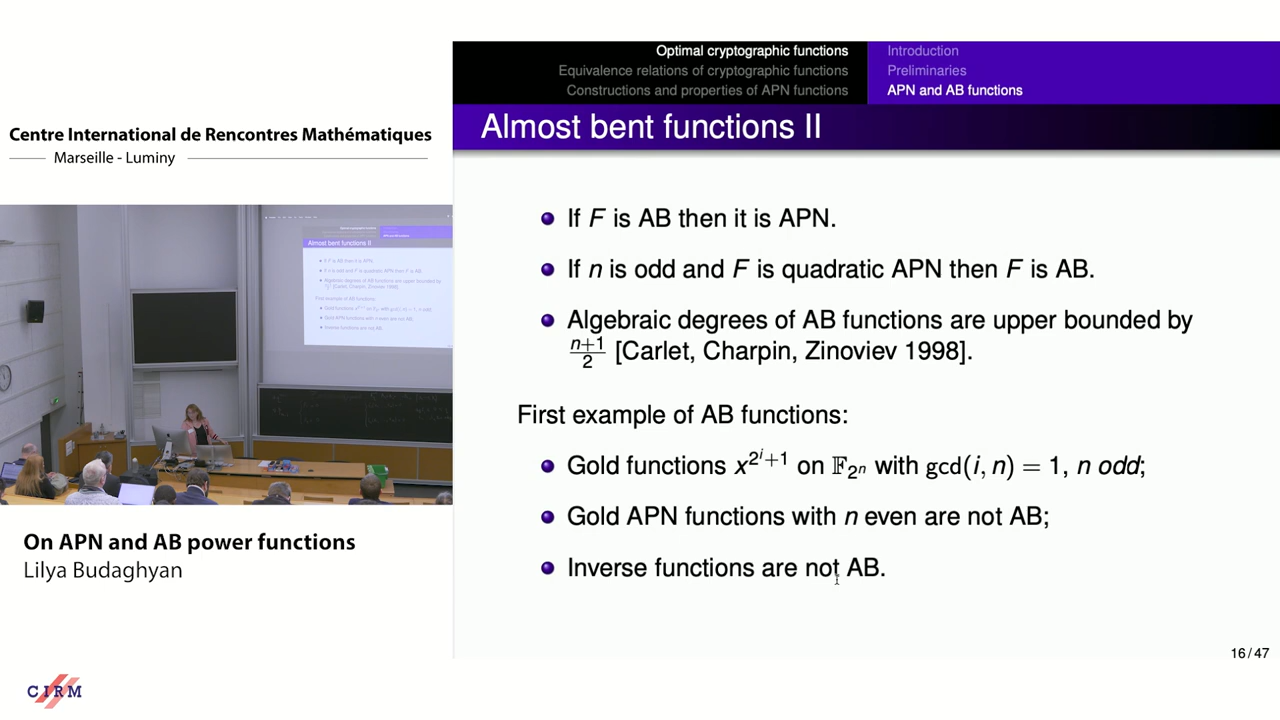 Centre International de Rencontres Mathématiques
Marseille - Luminy
On APN and AB power functions
Lilya Budaghyan
CIRM
Optimal cryptographic functions
Equivalence relations of cryptographic functions
Constructions and properties of APN functions
Introduction
Preliminaries
APN and AB functions
Almost bent functions II
If F is AB then it is APN.
If n is odd and F is quadratic APN then F is AB.
Algebraic degrees of AB functions are upper bounded by
$\frac{n+1}{2}$ [Carlet, Charpin, Zinoviev 1998].
First example of AB functions:
Gold functions $x^{2^i+1}$ on $\mathbb{F}_{2^n}$ with gcd(i, n) = 1, n odd;
Gold APN functions with n even are not AB;
Inverse functions are not AB.
16 / 47